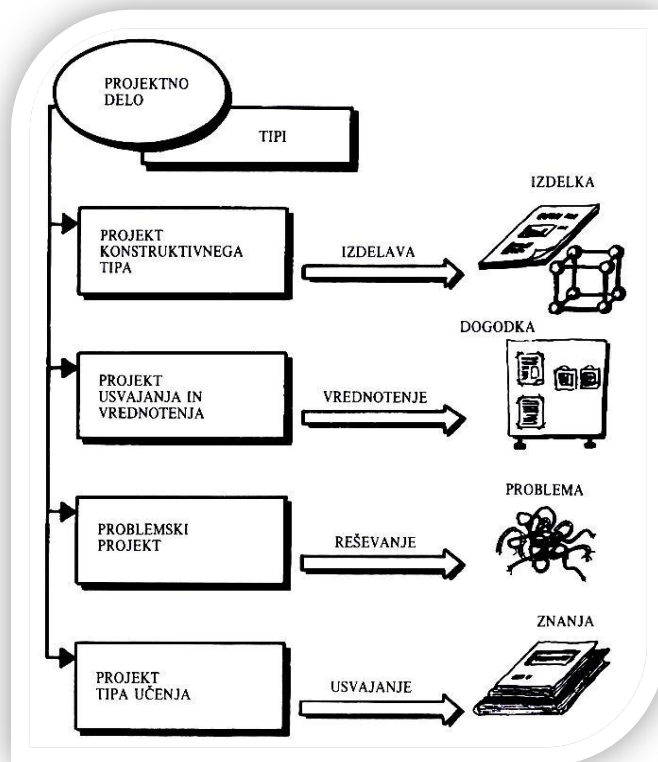 PROJEKTNO
DELO
TIPI
PROJEKT
KONSTRUKTIVNEGA
TIPA
IZDELAVA
IZDELKA
PROJEKT
USVAJANJA IN
VREDNOTENJA
VREDNOTENJE
DOGODKA
PROBLEMSKI
PROJEKT
REŠEVANJE
PROBLEMA
PROJEKT
TIPA UČENJA
USVAJANJE
ZNANJA